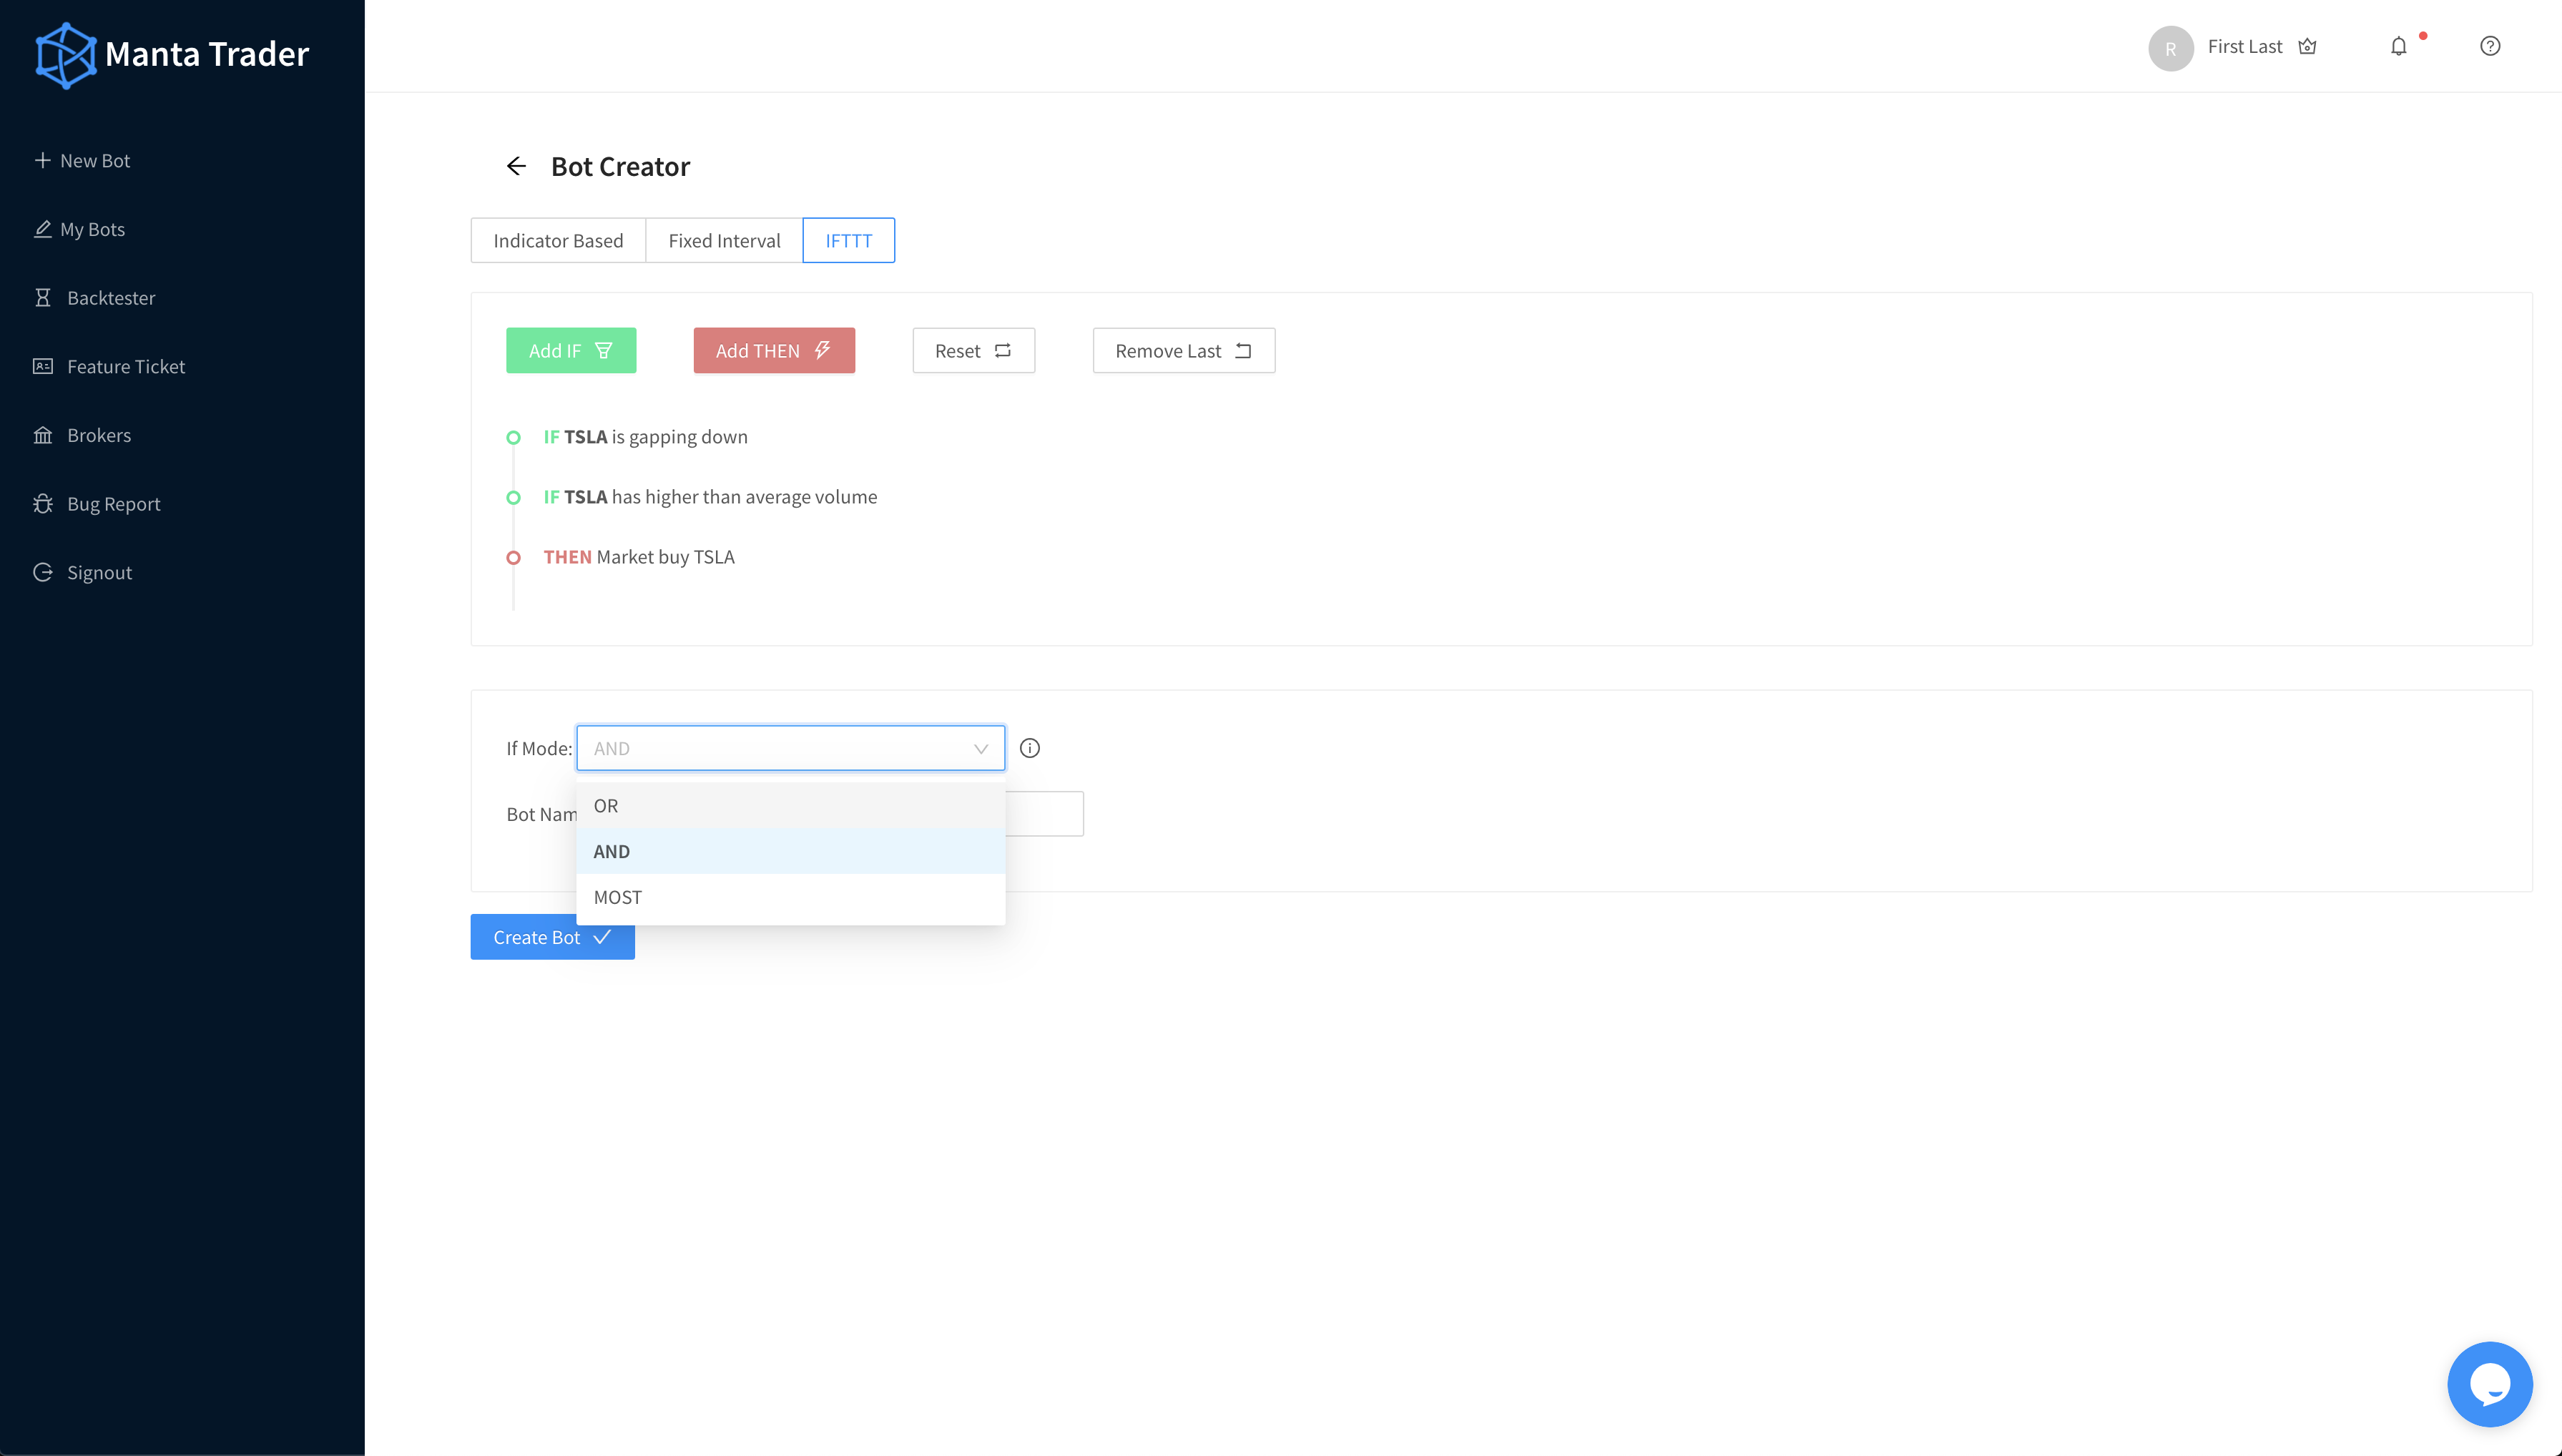 Manta Trader
New Bot
My Bots
Backtester
Feature Ticket
Brokers
Bug Report
Signout
R First Last
Bot Creator
Indicator Based Fixed Interval IFTTT
Add IF Add THEN Reset Remove Last
IF TSLA is gapping down
IF TSLA has higher than average volume
THEN Market buy TSLA
If Mode: AND
Bot Nam
OR
AND
MOST
Create Bot